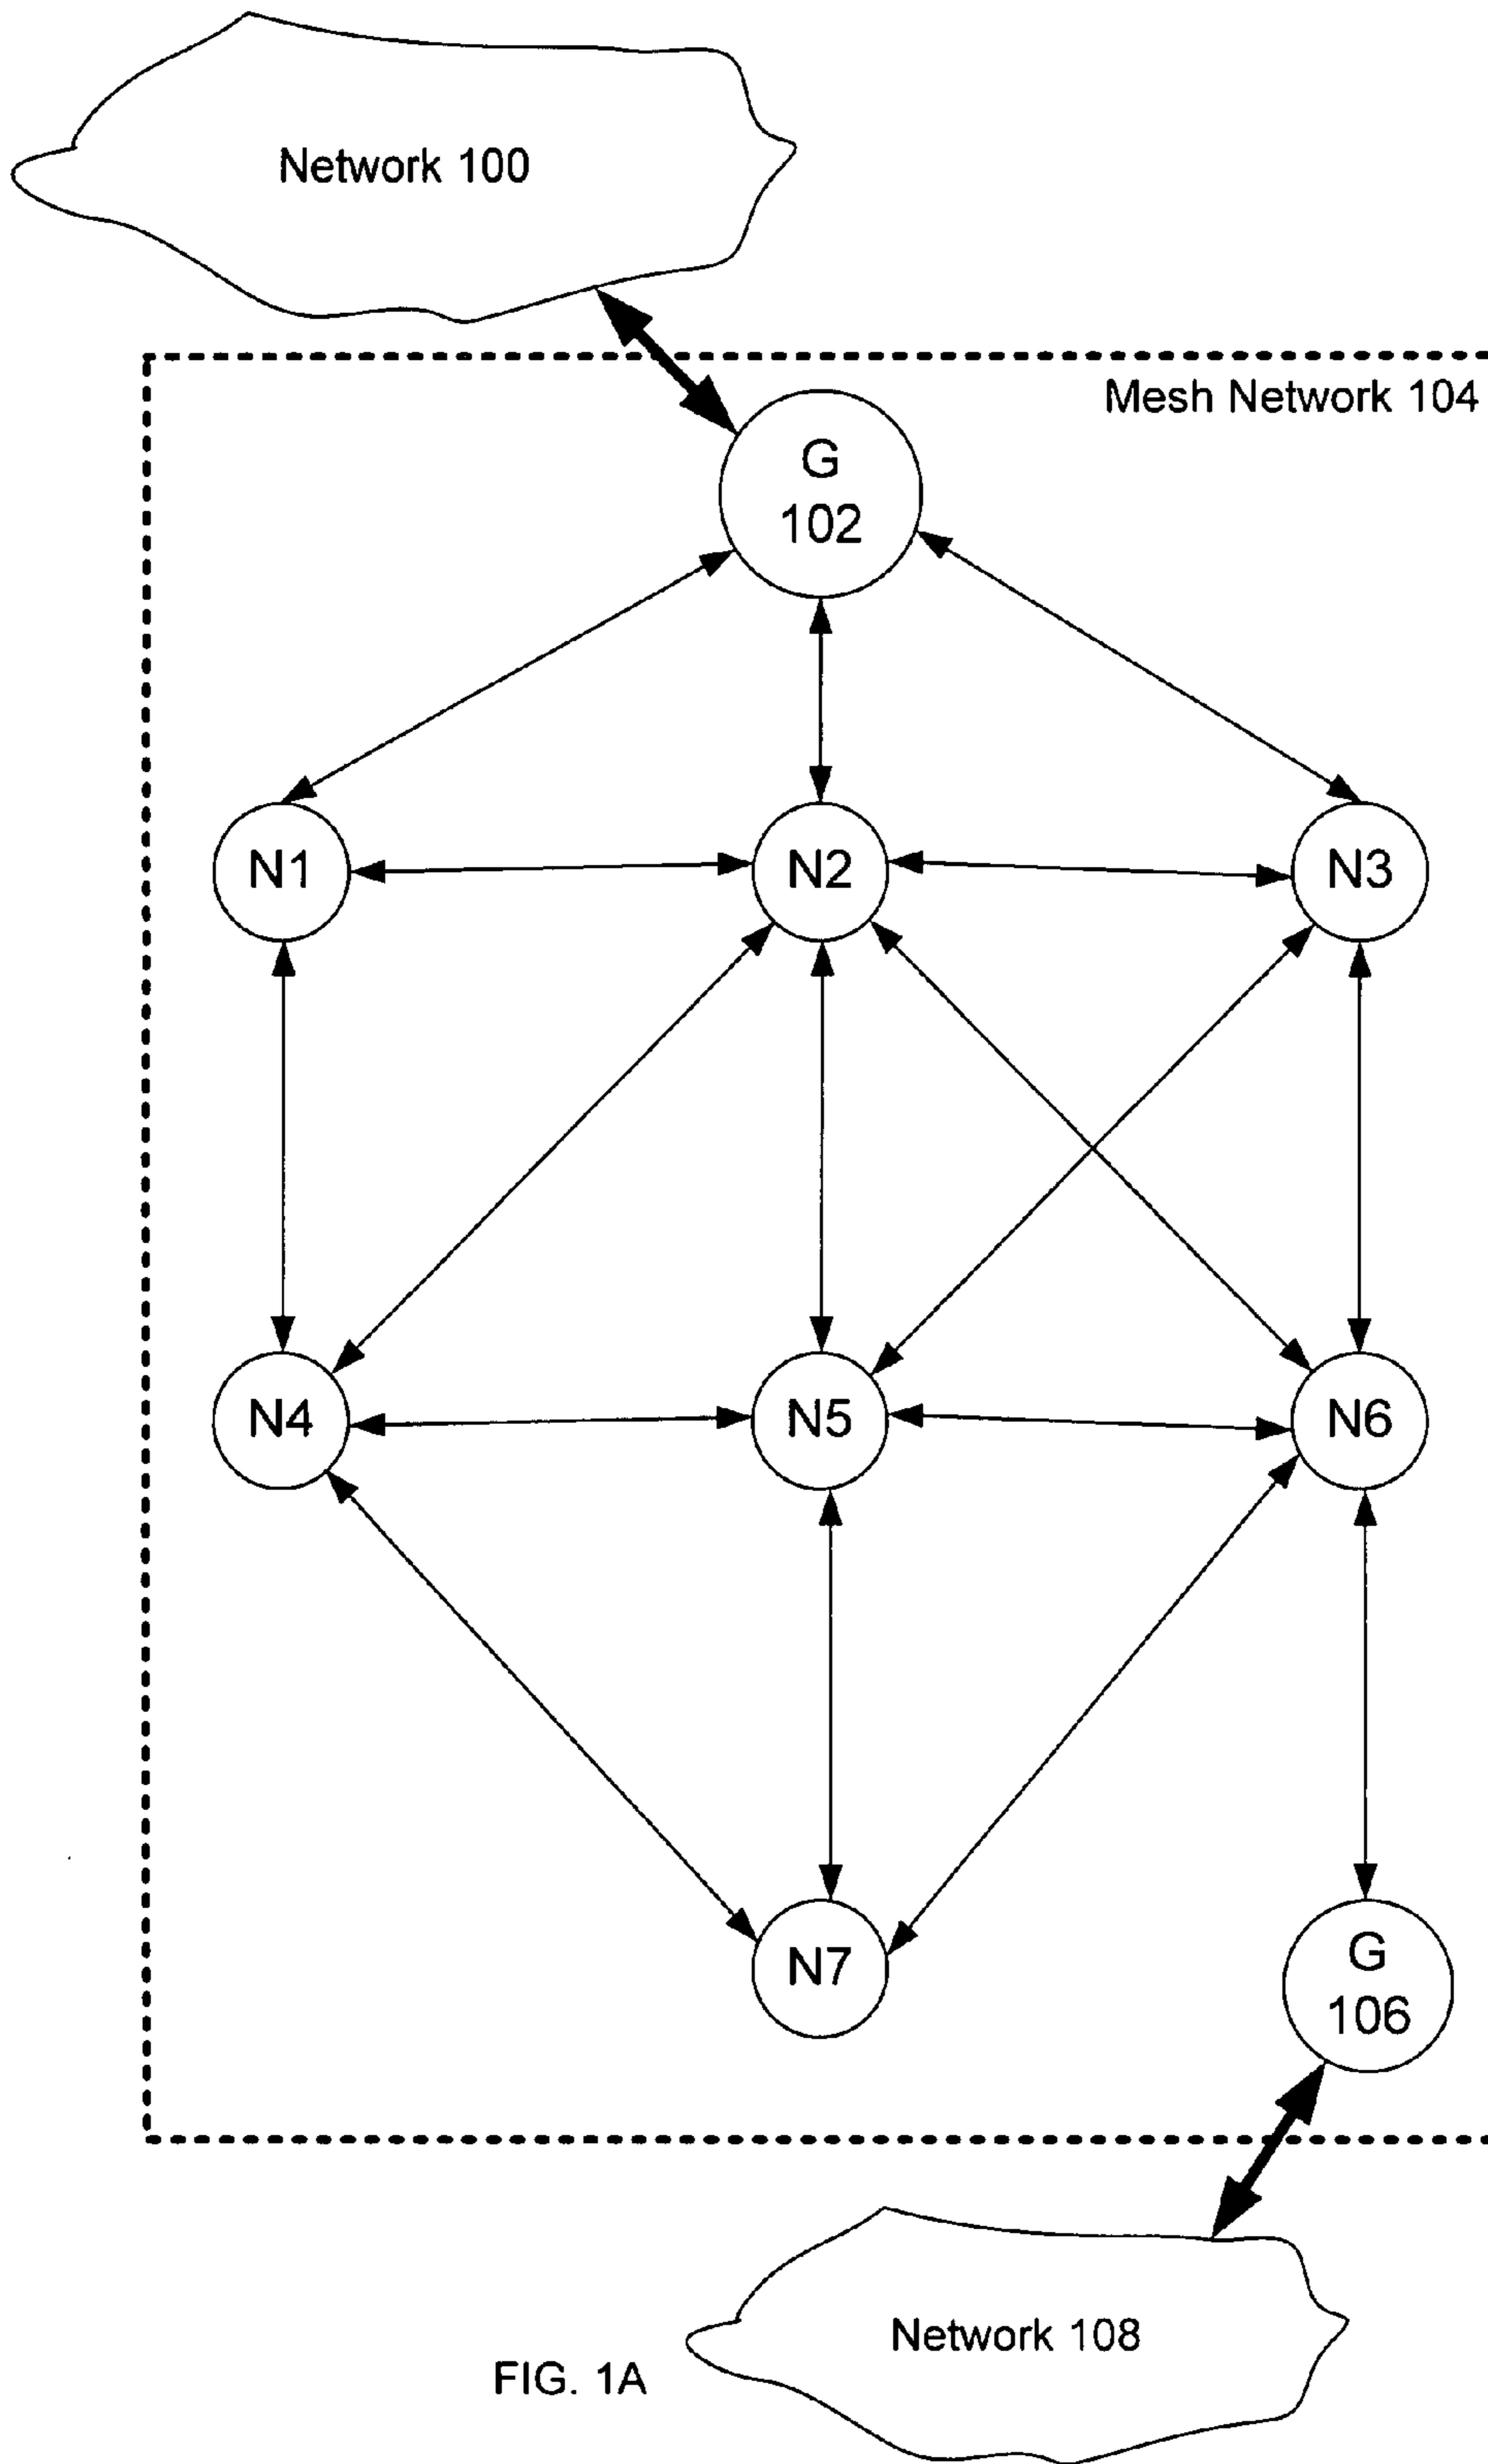 Network 100
Mesh Network 104
G
102
N1
N2
N3
N4
N5
N6
N7
G
106
Network 108
FIG. 1A